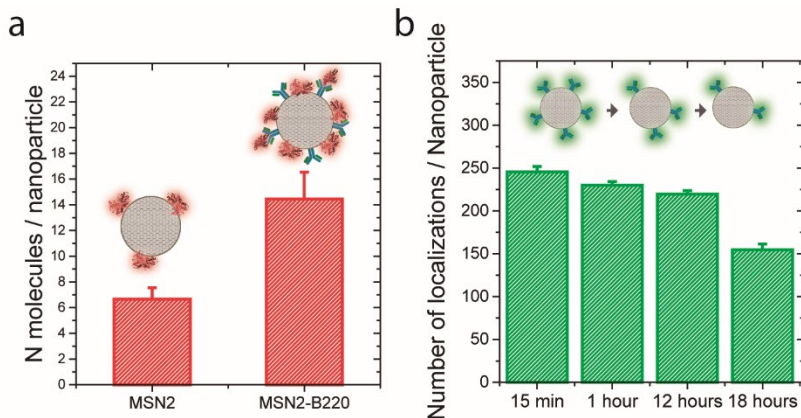 a
N molecules / nanoparticle
24
22
20
18
16
14
12
10
8
6
4
2
0
MSN2
MSN2-B220
b
Number of localizations / Nanoparticle
350
300
250
200
150
100
50
0
15 min
1 hour
12 hours
18 hours